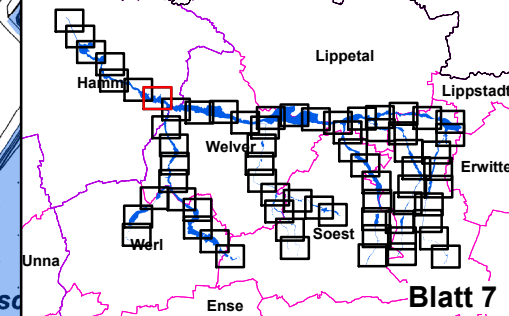 Lippetal
Hamm
Lippstadt
Welver
Erwitte
Soest
Werl
Unna
Ense
Blatt 7